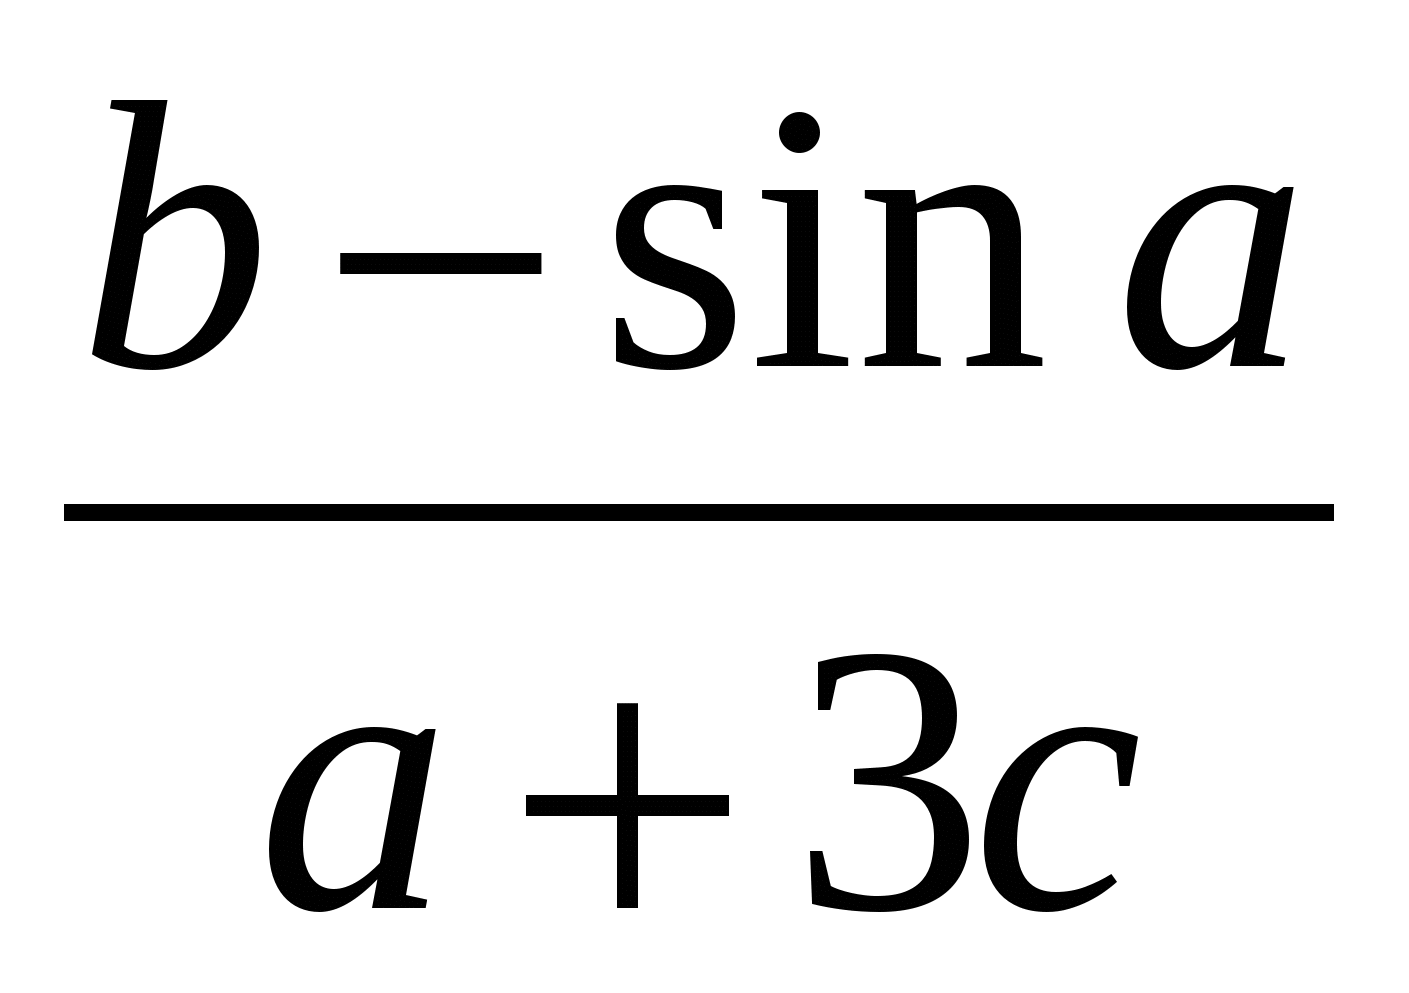 b − sin a
a + 3c